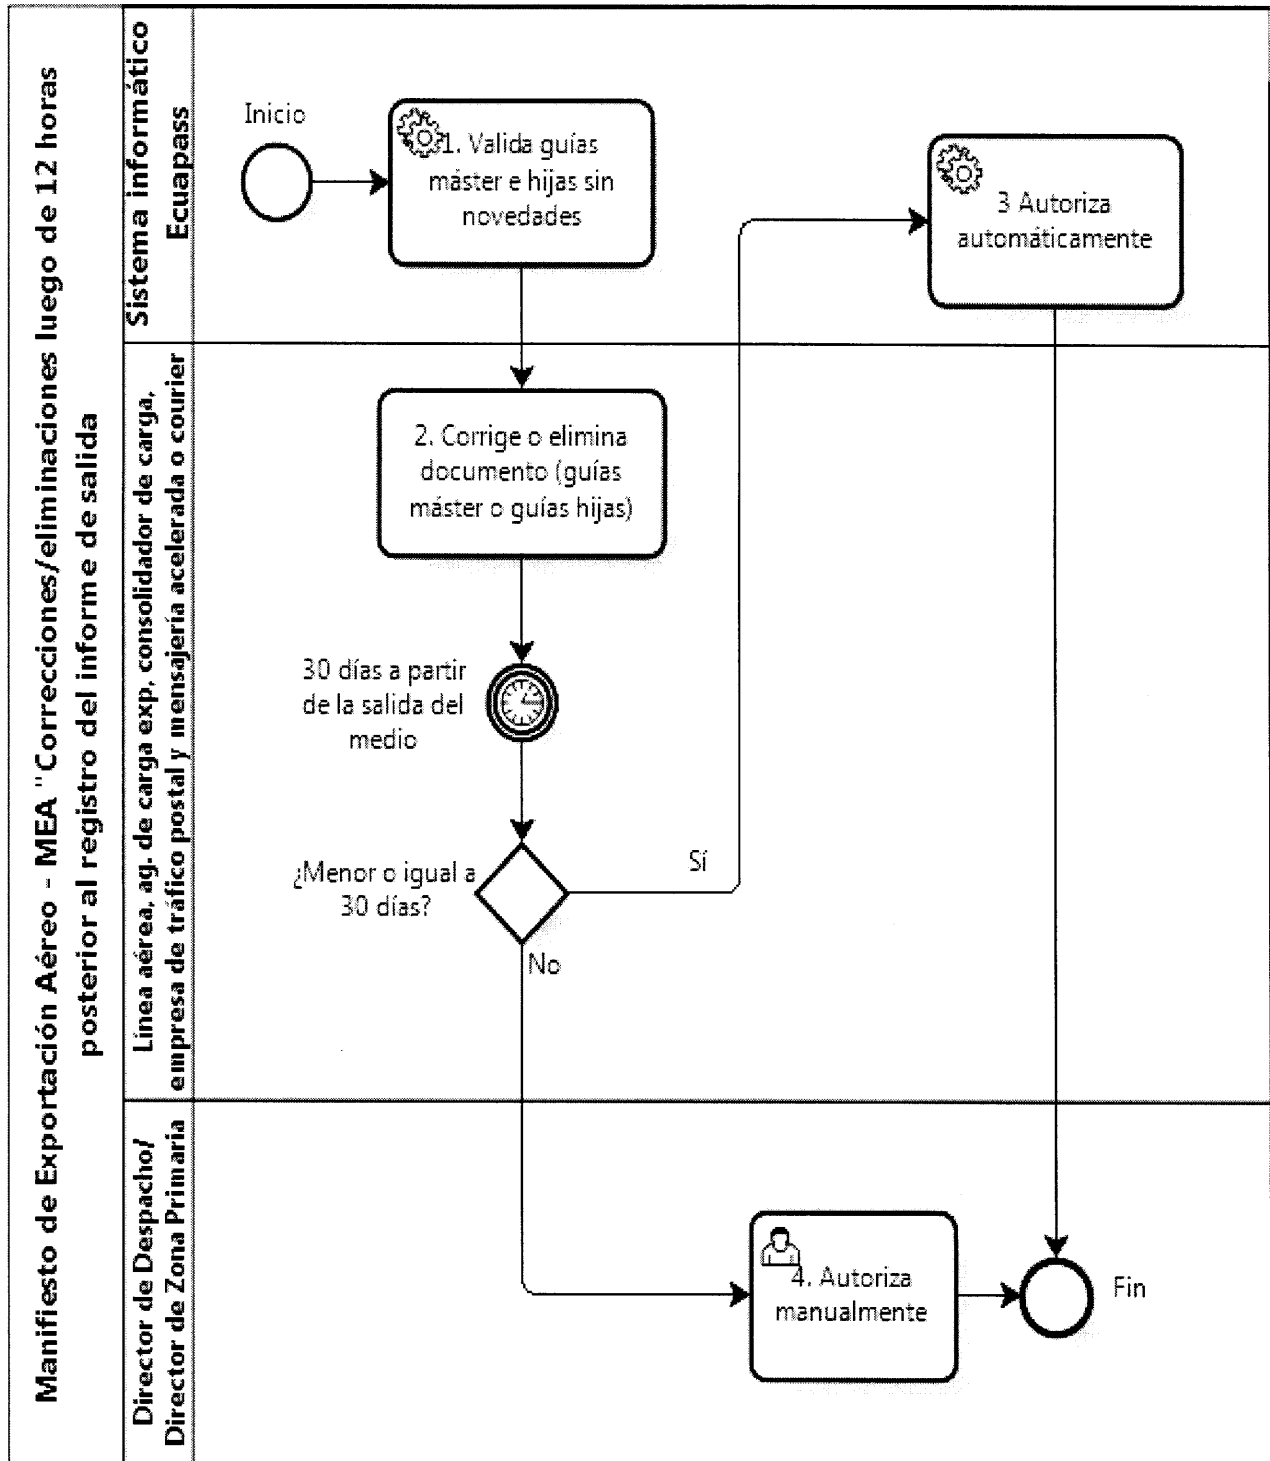 Manifiesto de Exportación Aéreo - MEA "Correcciones/eliminaciones luego de 12 horas
posterior al registro del informe de salida
Sistema informático
Ecuapass
Inicio
1. Valida guías
máster e hijas sin
novedades
3 Autoriza
automáticamente
Línea aérea, ag. de carga exp, consolidador de carga,
empresa de tráfico postal y mensajería acelerada o courier
2. Corrige o elimina
documento (guías
máster o guías hijas)
30 días a partir
de la salida del
medio
¿Menor o igual a
30 días?
Sí
No
Director de Despacho/
Director de Zona Primaria
4. Autoriza
manualmente
Fin